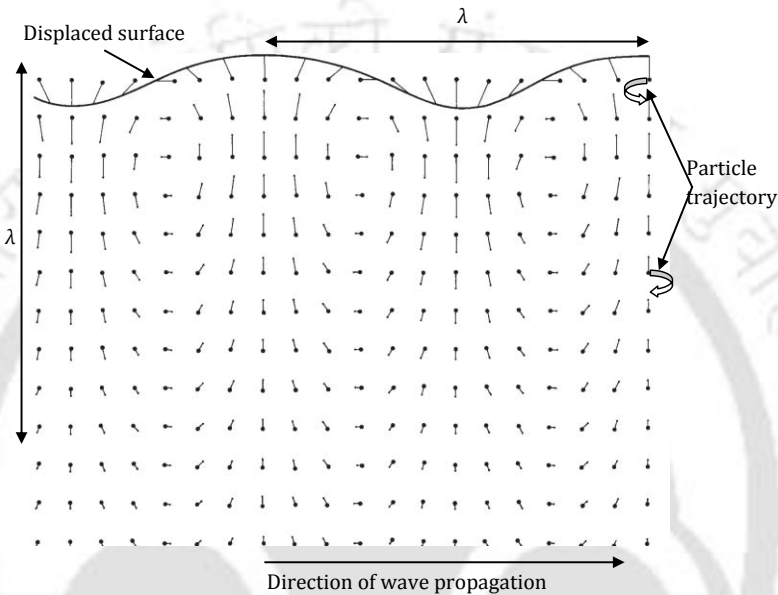 λ
Displaced surface
Particle
trajectory
λ
Direction of wave propagation